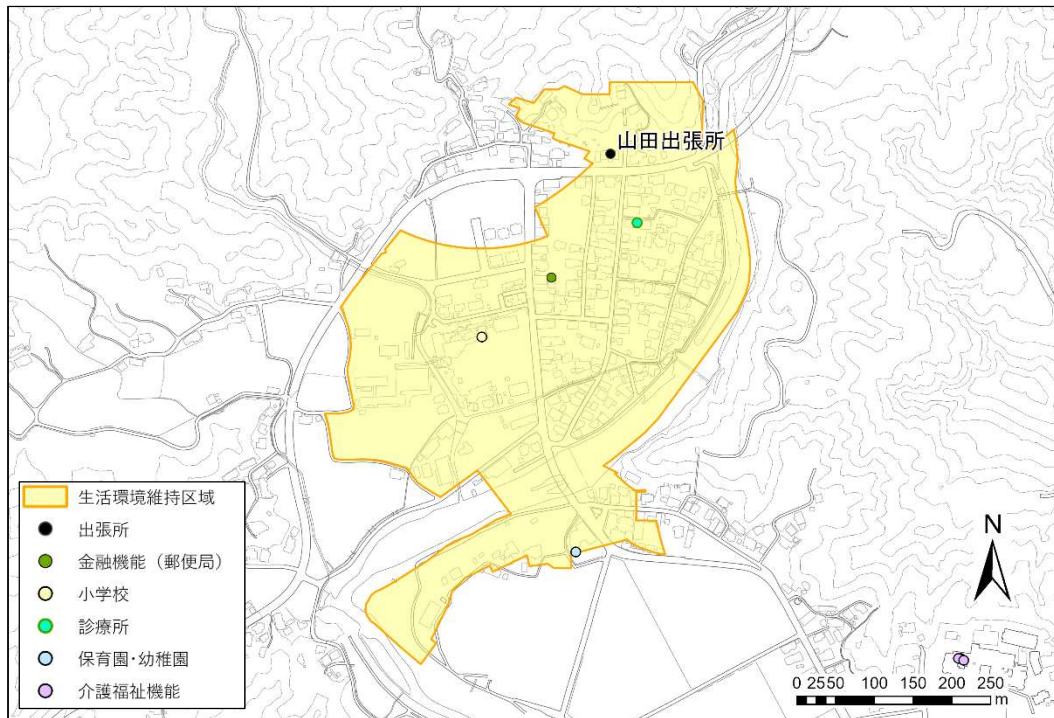 山田出張所
生活環境維持区域
出張所
金融機能（郵便局）
小学校
診療所
保育園・幼稚園
介護福祉機能
N
0 2550 100 150 200 250
m